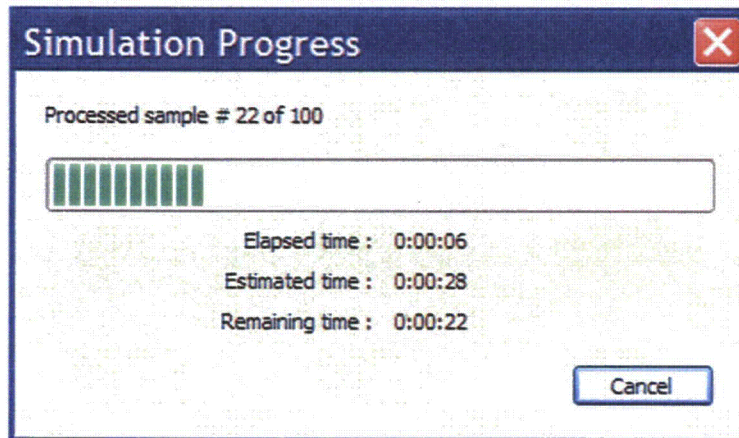 Simulation Progress
Processed sample # 22 of 100
Elapsed time : 0:00:06
Estimated time : 0:00:28
Remaining time : 0:00:22
Cancel